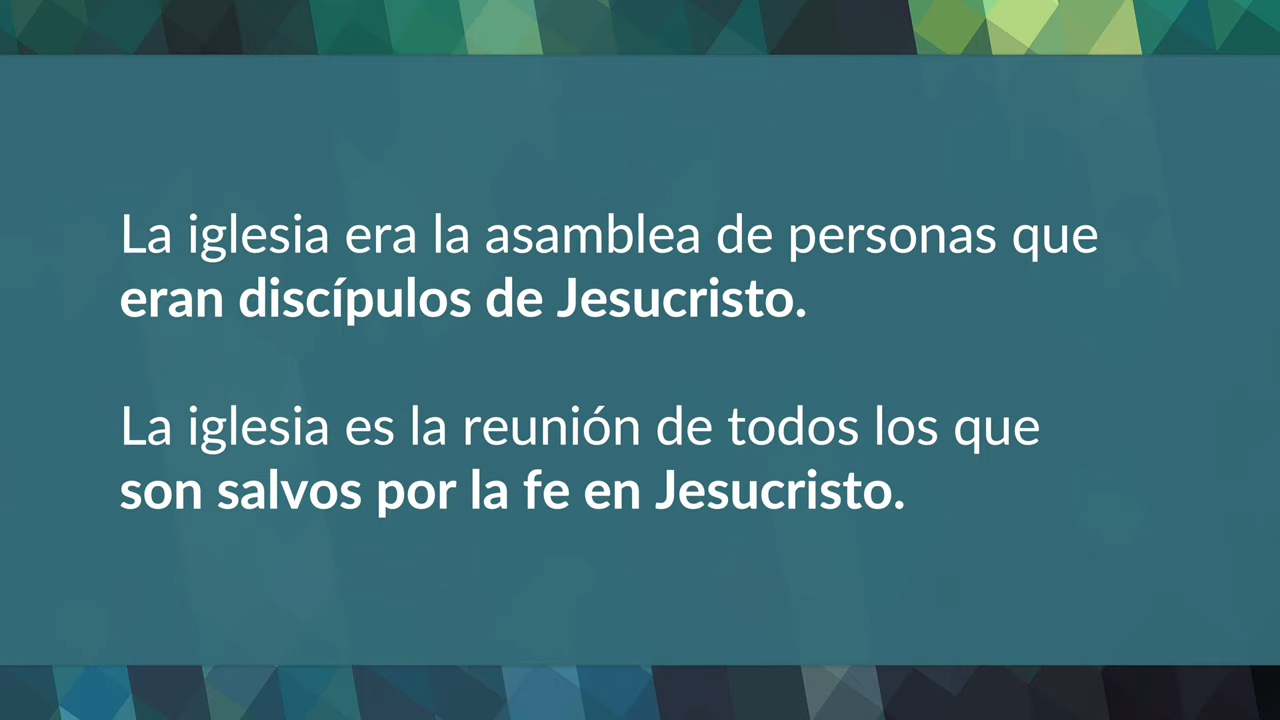 La iglesia era la asamblea de personas que
eran discípulos de Jesucristo.
La iglesia es la reunión de todos los que
son salvos por la fe en Jesucristo.